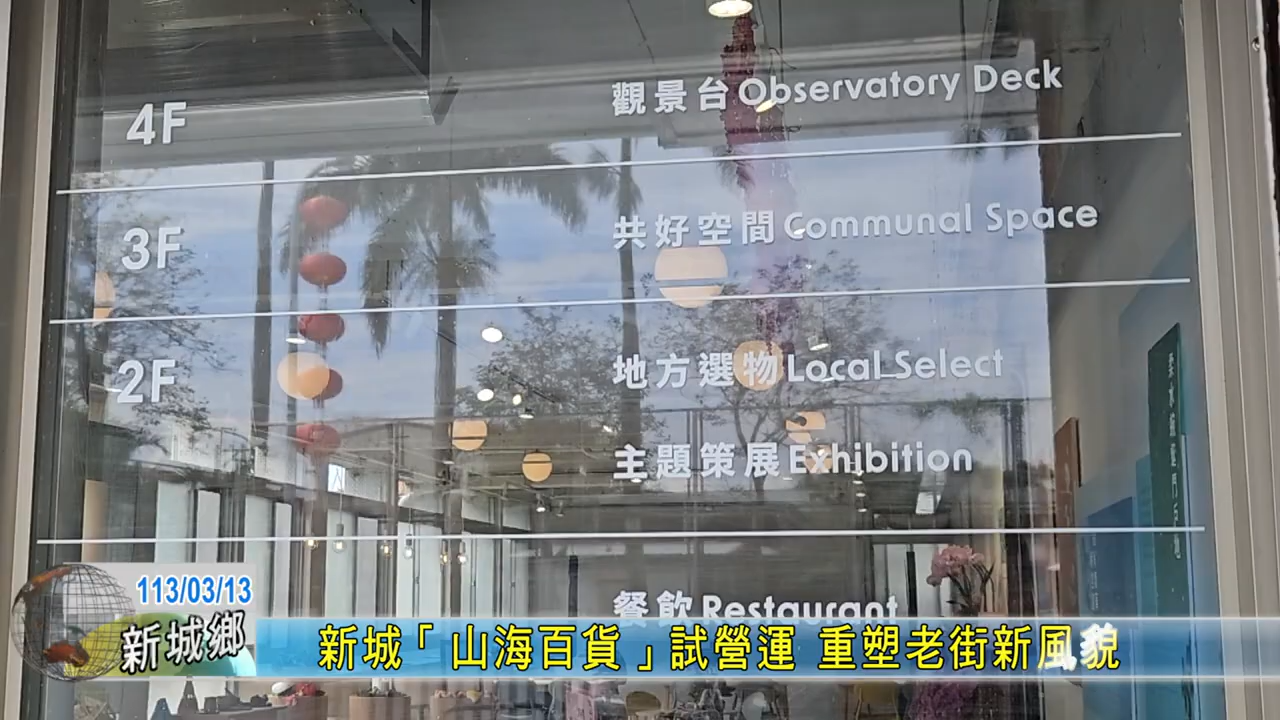 4F 觀景台 Observatory Deck
3F 共好空間 Communal Space
2F 地方選物 Local Select
主題策展 Exhibition
餐飲 Restaurant
113/03/13
新城鄉
新城「山海百貨」試營運 重塑老街新風貌